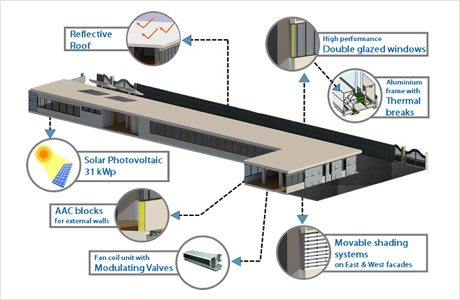 Reflective
Roof
High performance
Double glazed windows
Aluminium
frame with
Thermal
breaks
Solar Photovoltaic
31 kWp
AAC blocks
for external walls
Fan coil unit with
Modulating Valves
Movable shading
systems
on East & West facades